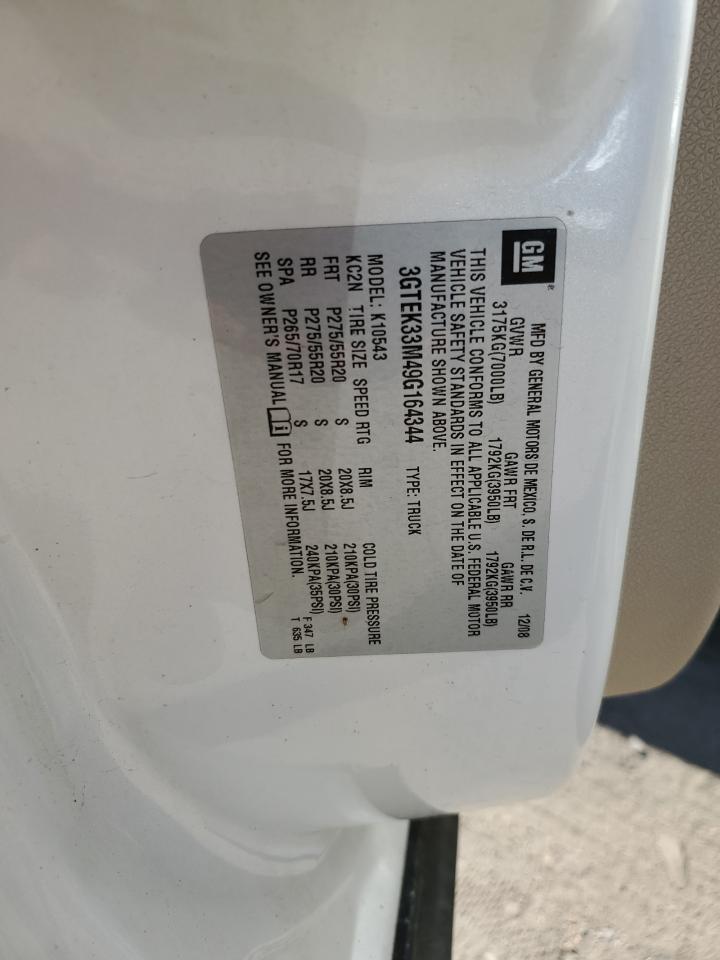 GM®
MFD BY GENERAL MOTORS DE MEXICO, S. DE R.L. DE C.V. 12/08
GVWR GAWR FRT GAWR RR
3175KG(7000LB) 1792KG(3950LB) 1792KG(3950LB)
THIS VEHICLE CONFORMS TO ALL APPLICABLE U.S. FEDERAL MOTOR
VEHICLE SAFETY STANDARDS IN EFFECT ON THE DATE OF
MANUFACTURE SHOWN ABOVE.
3GTEK33M49G164344 TYPE: TRUCK
MODEL: K10543
KC2N TIRE SIZE SPEED RTG RIM COLD TIRE PRESSURE
FRT P275/55R20 S 20X8.5J 210KPA(30PSI)
RR P275/55R20 S 20X8.5J 210KPA(30PSI)
SPA P265/70R17 S 17X7.5J 240KPA(35PSI) F 347 LB
SEE OWNER'S MANUAL i FOR MORE INFORMATION. T 635 LB